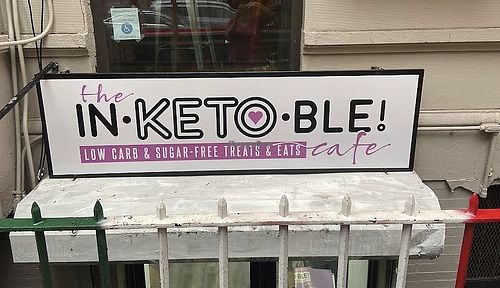 the
IN·KETO·BLE!
LOW CARB & SUGAR-FREE TREATS & EATS cafe